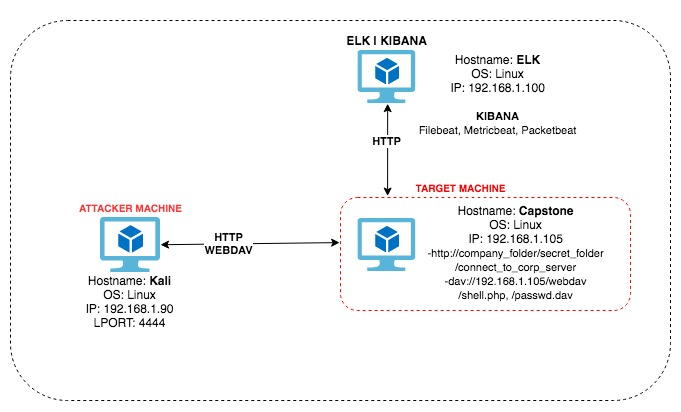 ELK | KIBANA
Hostname: ELK
OS: Linux
IP: 192.168.1.100
KIBANA
Filebeat, Metricbeat, Packetbeat
HTTP
TARGET MACHINE
Hostname: Capstone
OS: Linux
IP: 192.168.1.105
-http://company_folder/secret_folder
/connect_to_corp_server
-dav://192.168.1.105/webdav
/shell.php, /passwd.dav
ATTACKER MACHINE
HTTP
WEBDAV
Hostname: Kali
OS: Linux
IP: 192.168.1.90
LPORT: 4444